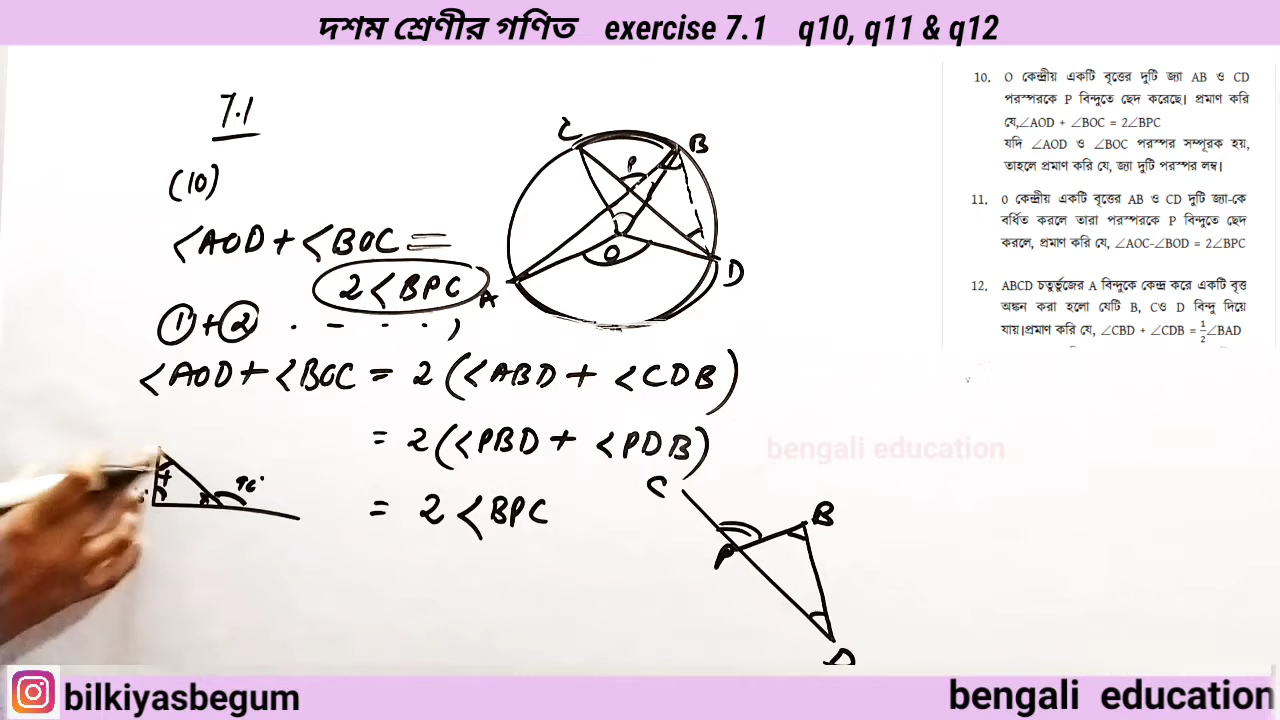 দশম শ্রেণীর গণিত exercise 7.1 q10, q11 & q12
7.1
(10)
<AOD + <BOC =
2 <BPC
① + ② . - . . ,
<AOD + <BOC = 2 (<ABD + <CDB)
= 2 (<PBD + <PDB)
= 2 <BPC
C
B
P
O
A
D
C
B
P
D
10. O কেন্দ্রীয় একটি বৃত্তের দুটি জ্যা AB ও CD
পরস্পরকে P বিন্দুতে ছেদ করেছে। প্রমাণ করি
যে,∠AOD + ∠BOC = 2∠BPC
যদি ∠AOD ও ∠BOC পরস্পর সম্পূরক হয়,
তাহলে প্রমাণ করি যে, জ্যা দুটি পরস্পর লম্ব।
11. 0 কেন্দ্রীয় একটি বৃত্তের AB ও CD দুটি জ্যা-কে
বর্ধিত করলে তারা পরস্পরকে P বিন্দুতে ছেদ
করলে, প্রমাণ করি যে, ∠AOC-∠BOD = 2∠BPC
12. ABCD চতুর্ভুজের A বিন্দুকে কেন্দ্র করে একটি বৃত্ত
অঙ্কন করা হলো যেটি B, Cও D বিন্দু দিয়ে
যায়।প্রমাণ করি যে, ∠CBD + ∠CDB = 1/2∠BAD
bengali education
bilkiyasbegum
bengali education